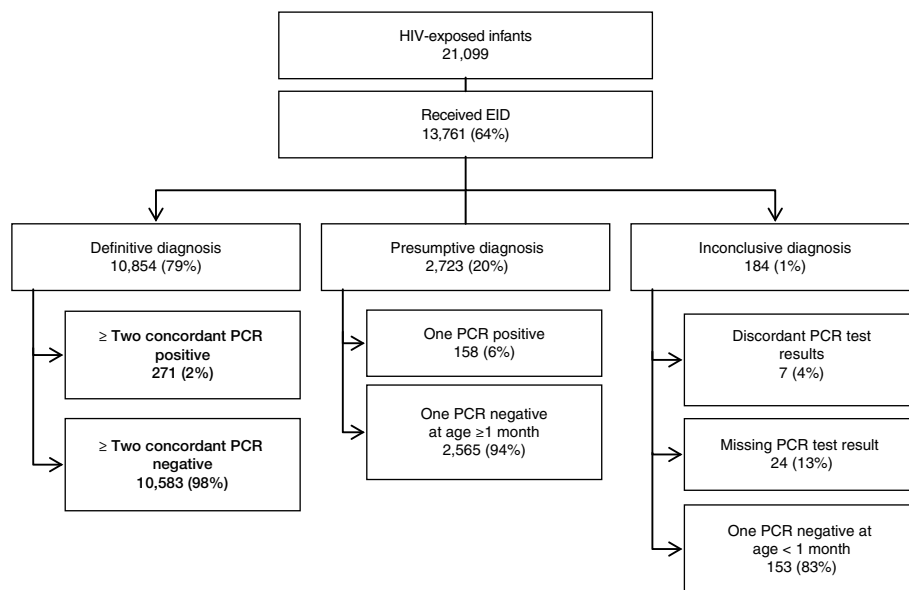 HIV-exposed infants
21,099
Received EID
13,761 (64%)
Definitive diagnosis
10,854 (79%)
Presumptive diagnosis
2,723 (20%)
Inconclusive diagnosis
184 (1%)
≥ Two concordant PCR
positive
271 (2%)
≥ Two concordant PCR
negative
10,583 (98%)
One PCR positive
158 (6%)
One PCR negative
at age ≥1 month
2,565 (94%)
Discordant PCR test
results
7 (4%)
Missing PCR test result
24 (13%)
One PCR negative at
age < 1 month
153 (83%)